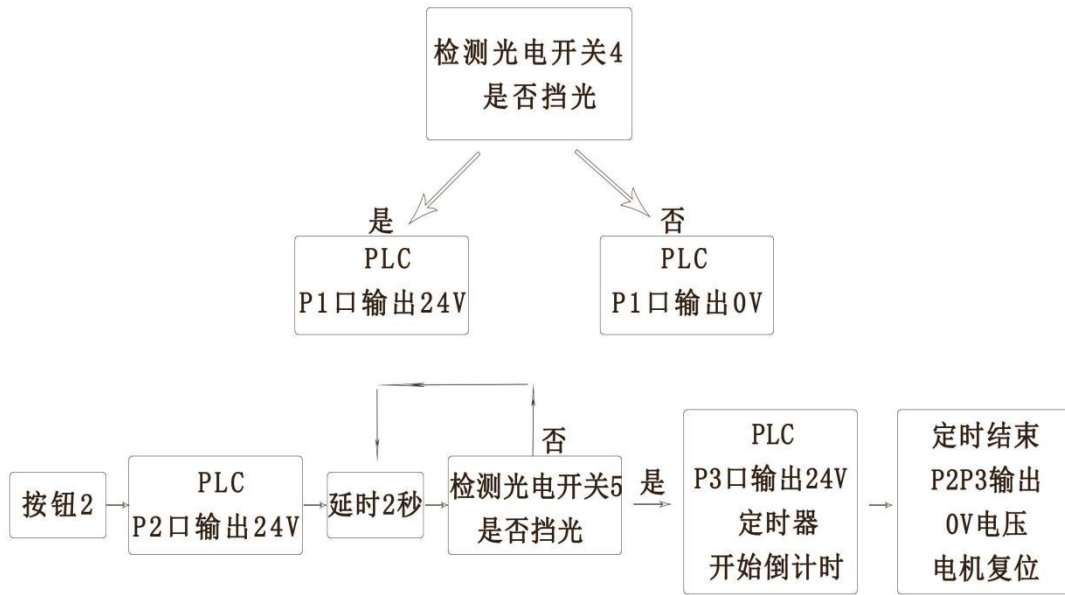 检测光电开关4
是否挡光
是
否
PLC
P1口输出24V
PLC
P1口输出0V
按钮2
PLC
P2口输出24V
延时2秒
否
检测光电开关5
是否挡光
是
PLC
P3口输出24V
定时器
开始倒计时
定时结束
P2P3输出
0V电压
电机复位